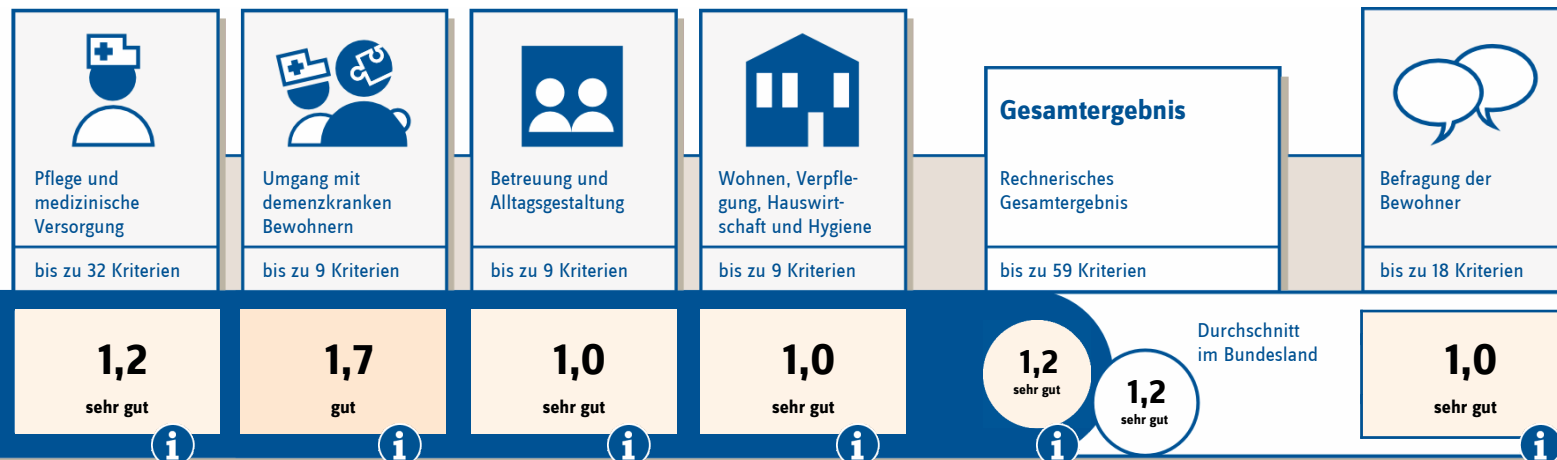 Pflege und
medizinische
Versorgung
bis zu 32 Kriterien
1,2
sehr gut
i
Umgang mit
demenzkranken
Bewohnern
bis zu 9 Kriterien
1,7
gut
i
Betreuung und
Alltagsgestaltung
bis zu 9 Kriterien
1,0
sehr gut
i
Wohnen, Verpfle-
gung, Hauswirt-
schaft und Hygiene
bis zu 9 Kriterien
1,0
sehr gut
i
Gesamtergebnis
Rechnerisches
Gesamtergebnis
bis zu 59 Kriterien
1,2
sehr gut
i
Durchschnitt
im Bundesland
1,2
sehr gut
Befragung der
Bewohner
bis zu 18 Kriterien
1,0
sehr gut
i